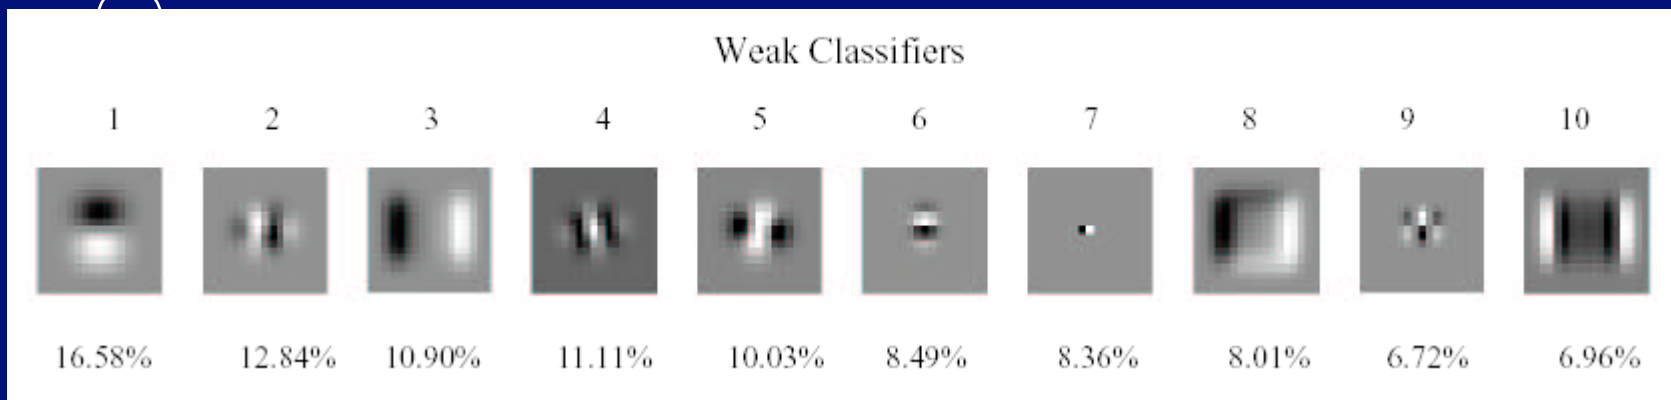 Weak Classifiers
1 2 3 4 5 6 7 8 9 10
16.58% 12.84% 10.90% 11.11% 10.03% 8.49% 8.36% 8.01% 6.72% 6.96%